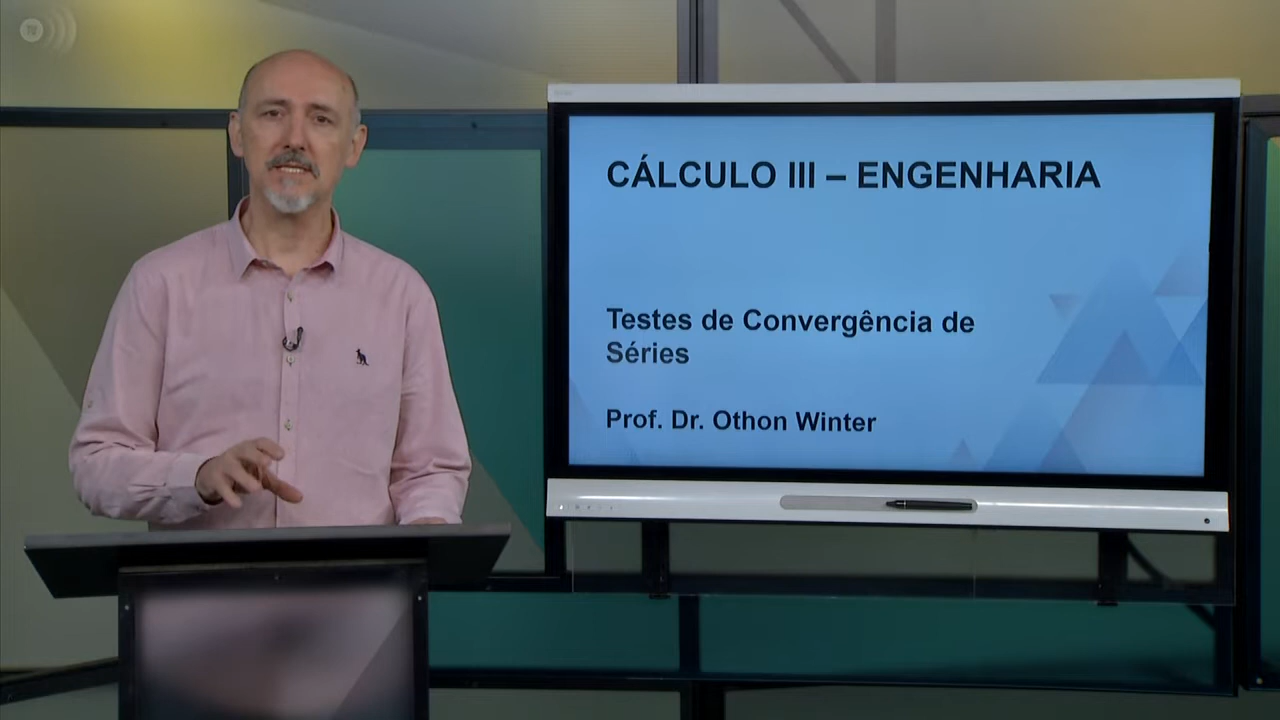 CÁLCULO III – ENGENHARIA
Testes de Convergência de
Séries
Prof. Dr. Othon Winter